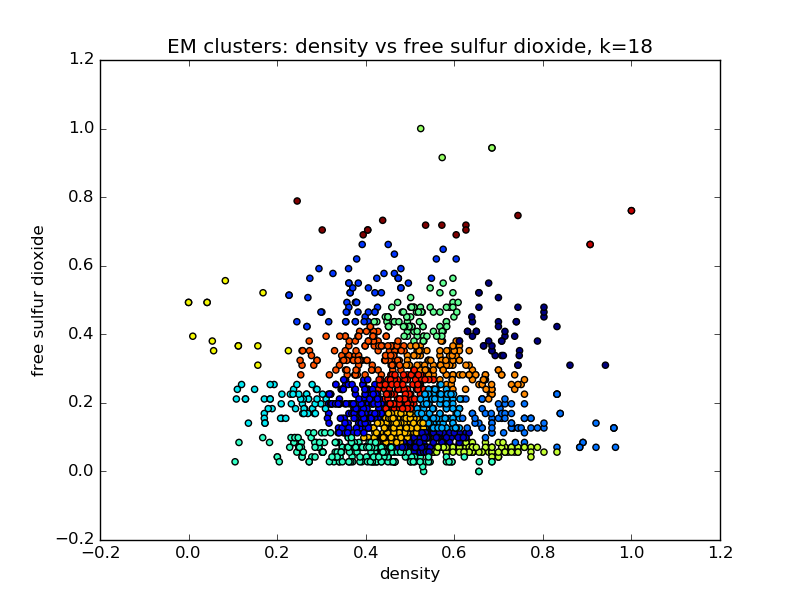 EM clusters: density vs free sulfur dioxide, k=18
1.2
1.0
0.8
0.6
0.4
0.2
0.0
−0.2
free sulfur dioxide
−0.2 0.0 0.2 0.4 0.6 0.8 1.0 1.2
density